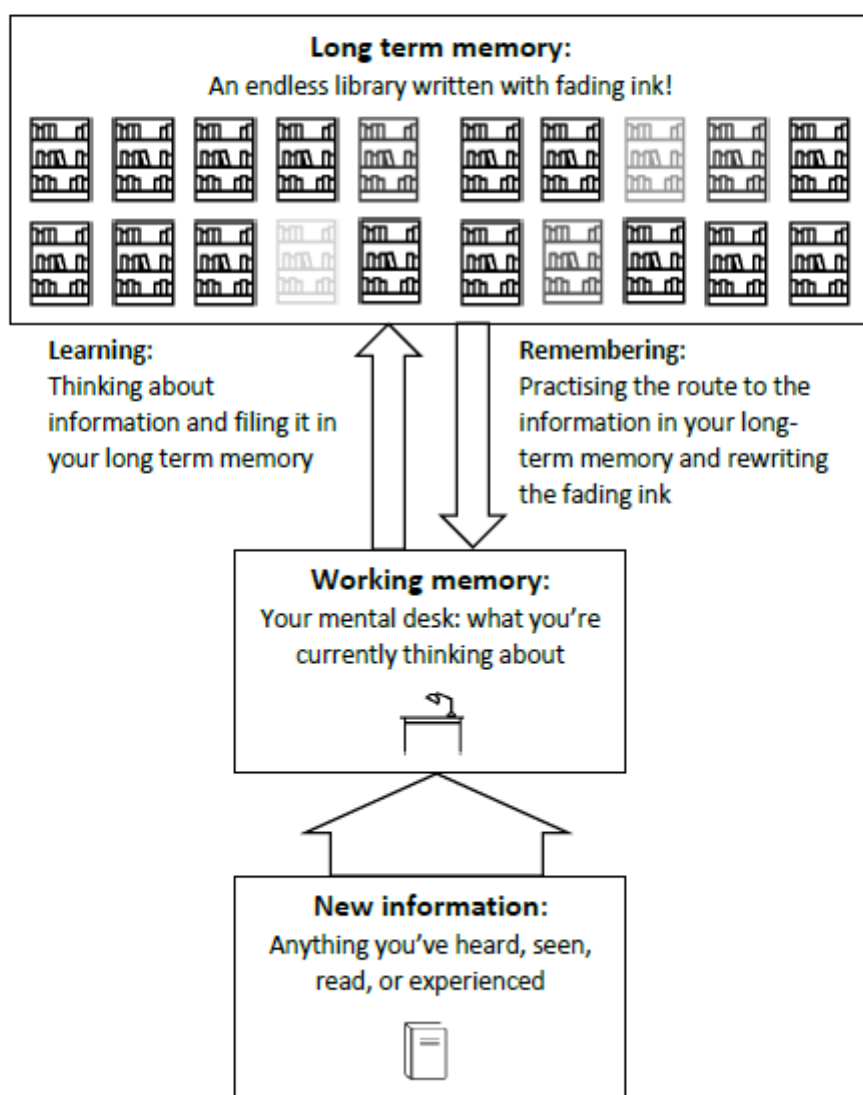 Long term memory:
An endless library written with fading ink!
Learning:
Thinking about
information and filing it in
your long term memory
Remembering:
Practising the route to the
information in your long-
term memory and rewriting
the fading ink
Working memory:
Your mental desk: what you're
currently thinking about
New information:
Anything you've heard, seen,
read, or experienced